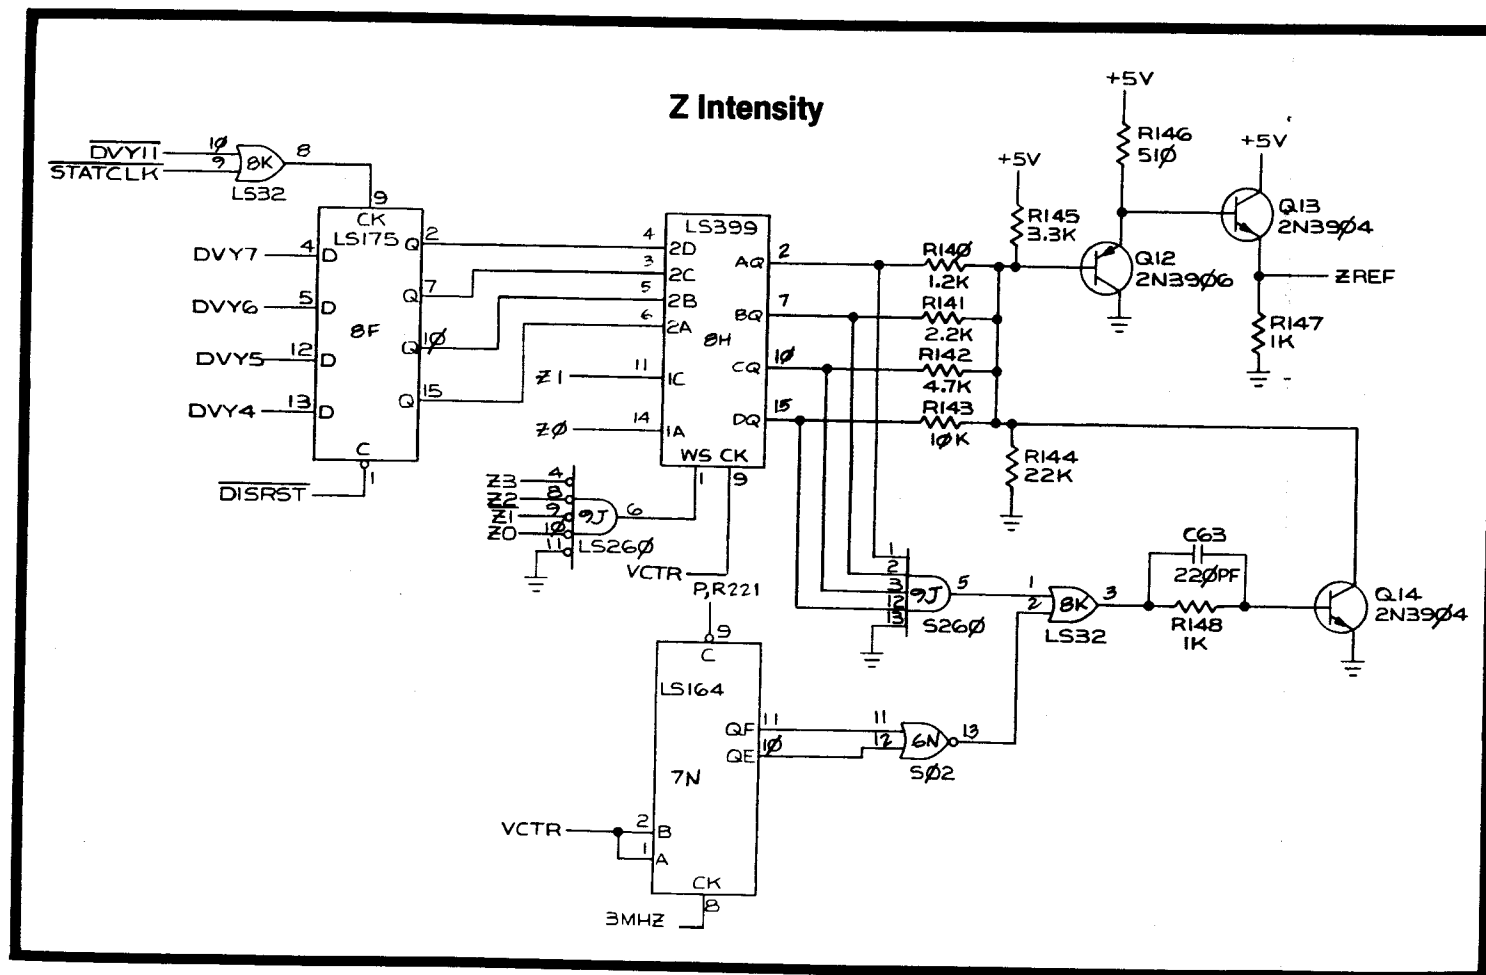 Z Intensity
DVY11
10
9
STATCLK
8K
8
LS32
9
CK
LS175
DVY7
4
D
Q
2
DVY6
5
D
Q
7
8F
DVY5
12
D
Q
10
DVY4
13
D
Q
15
C
1
DISRST
LS399
4
2D
3
2C
5
2B
6
2A
8H
Z1
11
1C
Z0
14
1A
WS CK
1
9
AQ
2
BQ
7
CQ
10
DQ
15
Z3
4
Z2
8
Z1
9
Z0
10
11
9J
6
LS260
VCTR
P,R221
9
C
LS164
QF
11
QE
10
7N
VCTR
2
B
1
A
CK
8
3MHZ
11
12
6N
13
S02
R140
1.2K
R141
2.2K
R142
4.7K
R143
10K
+5V
R145
3.3K
R144
22K
+5V
R146
510
Q12
2N3906
+5V
Q13
2N3904
ZREF
R147
1K
1
2
3
12
13
9J
5
S260
1
2
8K
3
LS32
C63
220PF
R148
1K
Q14
2N3904